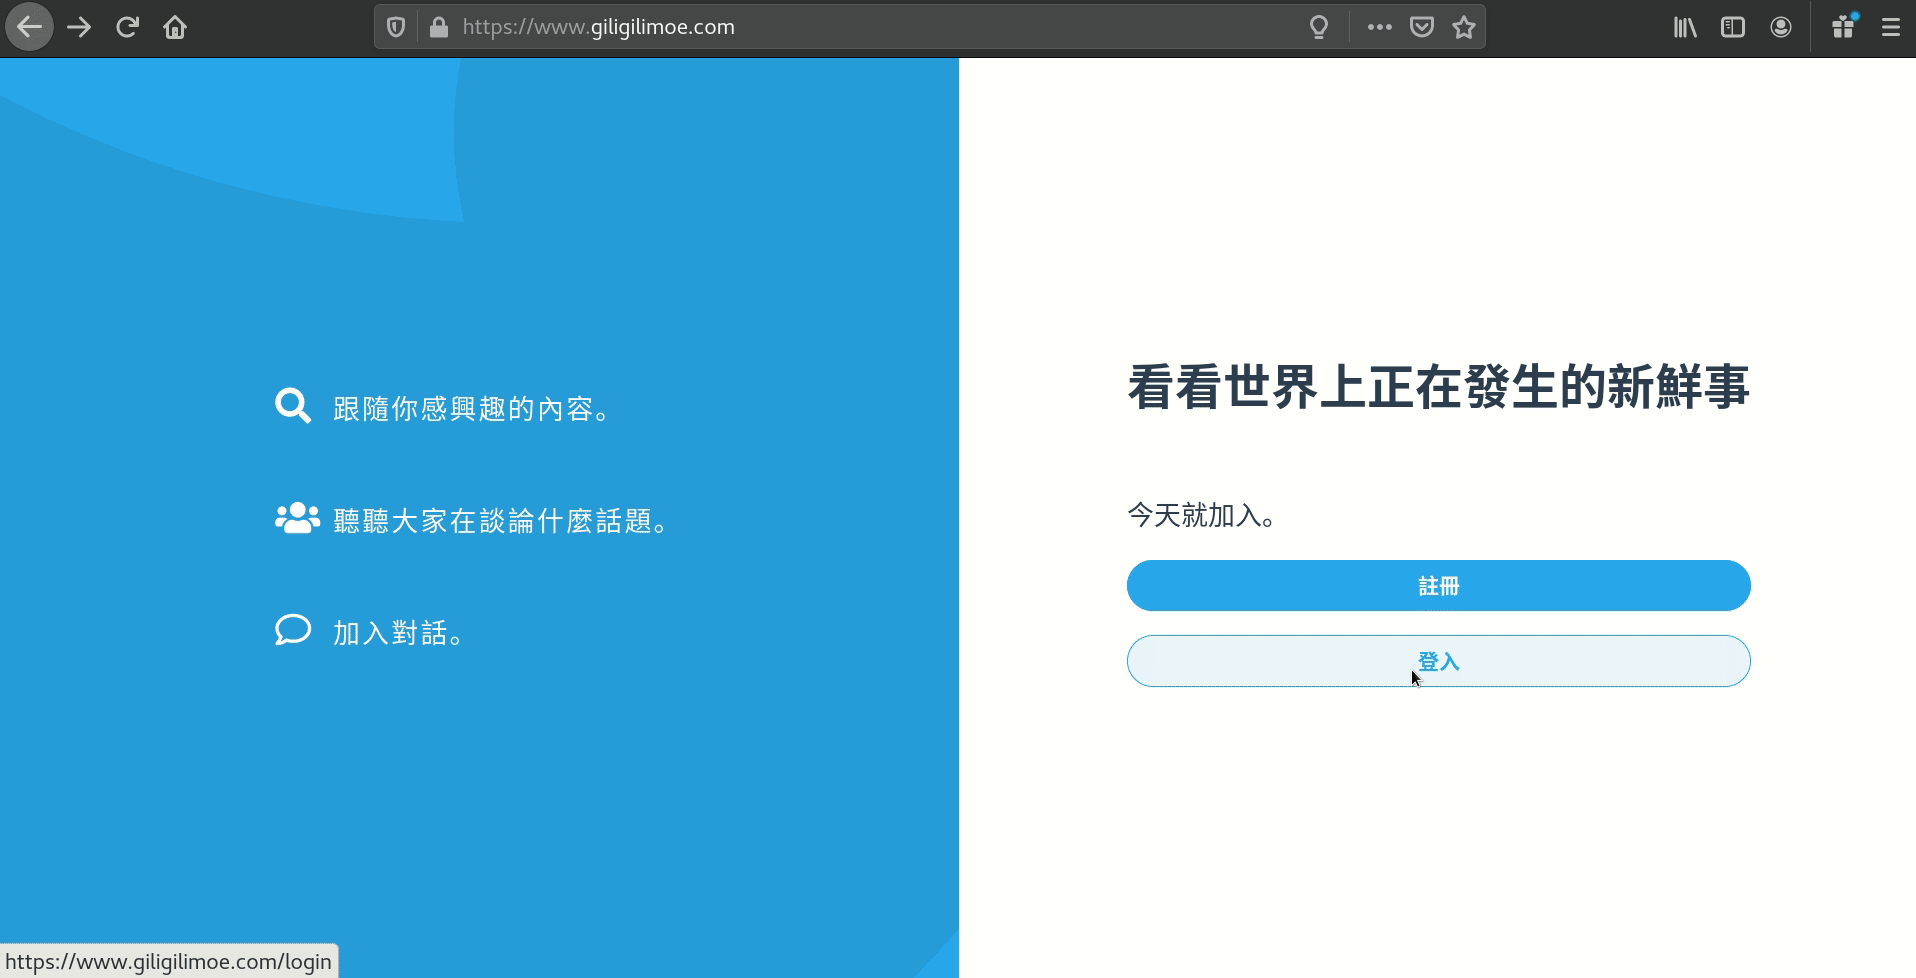 https://www.giligilimoe.com
跟隨你感興趣的內容。
聽聽大家在談論什麼話題。
加入對話。
看看世界上正在發生的新鮮事
今天就加入。
註冊
登入
https://www.giligilimoe.com/login